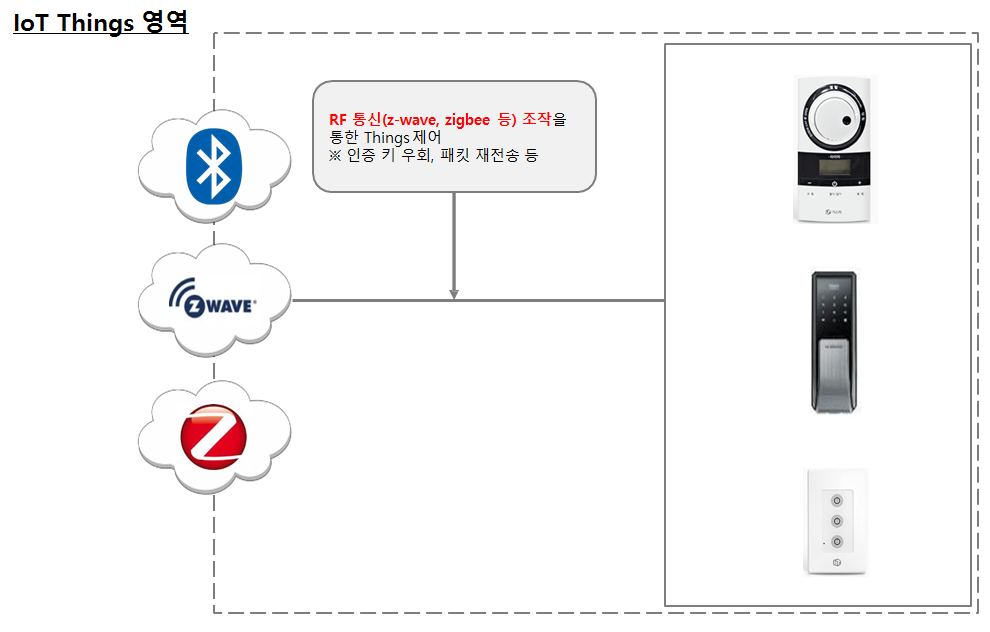 IoT Things 영역
RF 통신(z-wave, zigbee 등) 조작을
통한 Things 제어
※ 인증 키 우회, 패킷 재전송 등
Z WAVE®